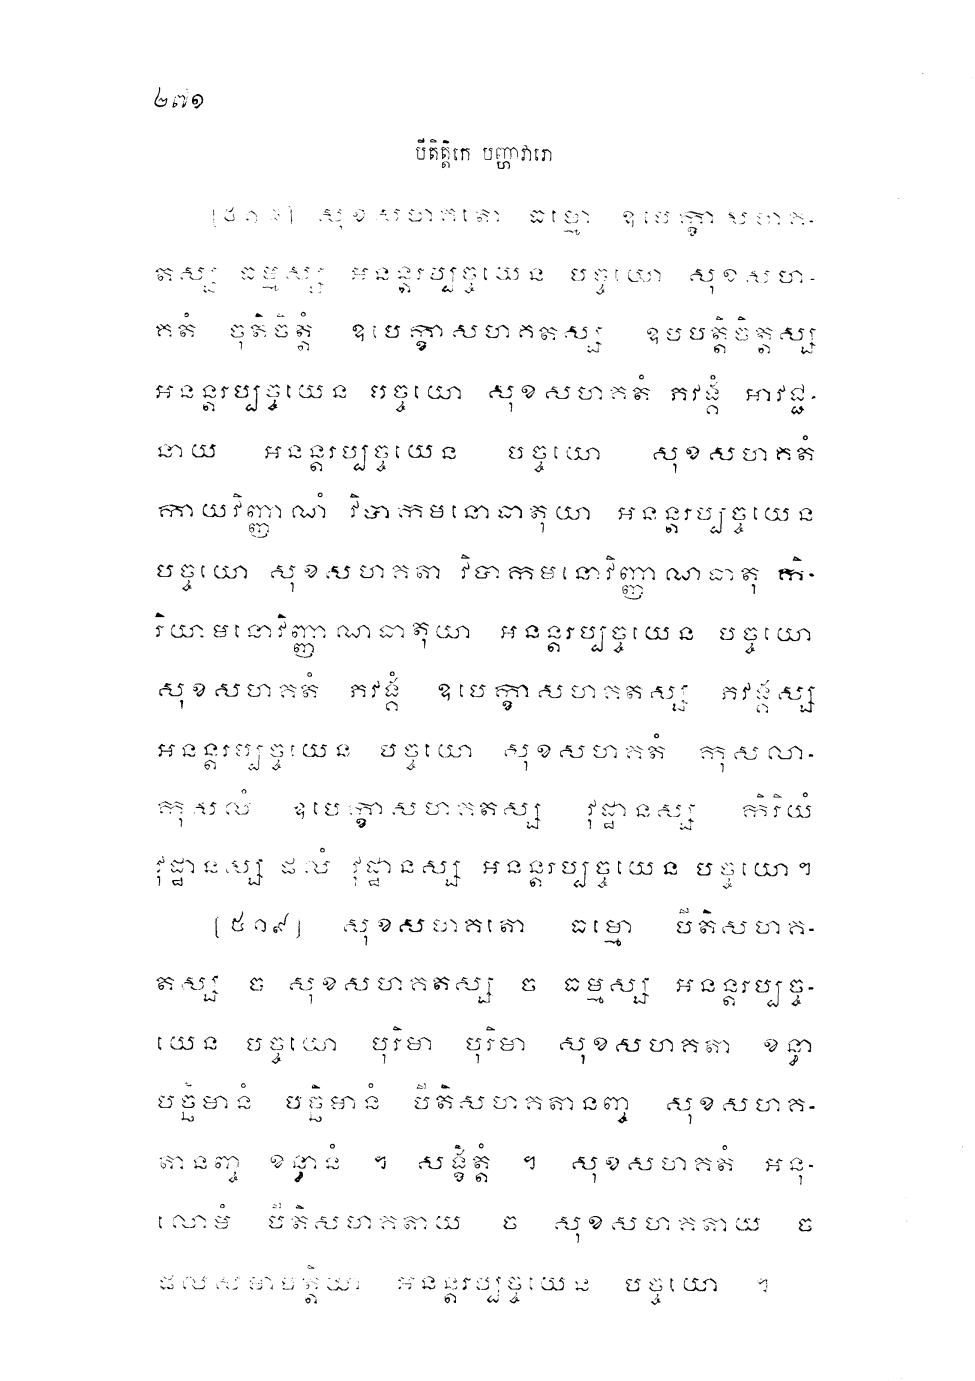 ២៧១
បីតិត្តិកេ បញ្ហាវារោ
[៥១៨] សុខសហគតោ ធម្មោ ឧបេក្ខាសហគ-
តស្ស ធម្មស្ស អនន្តរប្បច្ចយេន បច្ចយោ សុខសហ-
គតំ ចុតិចិត្តំ ឧបេក្ខាសហគតស្ស ឧបបត្តិចិត្តស្ស
អនន្តរប្បច្ចយេន បច្ចយោ សុខសហគតំ ភវង្គំ អាវជ្ជ-
នាយ អនន្តរប្បច្ចយេន បច្ចយោ សុខសហគតំ
កាយវិញ្ញាណំ វិបាកមនោធាតុយា អនន្តរប្បច្ចយេន
បច្ចយោ សុខសហគតា វិបាកមនោវិញ្ញាណធាតុ កិ-
រិយាមនោវិញ្ញាណធាតុយា អនន្តរប្បច្ចយេន បច្ចយោ
សុខសហគតំ ភវង្គំ ឧបេក្ខាសហគតស្ស ភវង្គស្ស
អនន្តរប្បច្ចយេន បច្ចយោ សុខសហគតំ កុសលា-
កុសលំ ឧបេក្ខាសហគតស្ស វុដ្ឋានស្ស កិរិយំ
វុដ្ឋានស្ស ផលំ វុដ្ឋានស្ស អនន្តរប្បច្ចយេន បច្ចយោ។
[៥១៩] សុខសហគតោ ធម្មោ បីតិសហគ-
តស្ស ច សុខសហគតស្ស ច ធម្មស្ស អនន្តរប្បច្ច-
យេន បច្ចយោ បុរិមា បុរិមា សុខសហគតា ខន្ធា
បច្ឆិមានំ បច្ឆិមានំ បីតិសហគតានញ្ច សុខសហគ-
តានញ្ច ខន្ធានំ ។ សង្ខិត្តំ ។ សុខសហគតំ អនុ-
លោមំ បីតិសហគតាយ ច សុខសហគតាយ ច
ផលសមាបត្តិយា អនន្តរប្បច្ចយេន បច្ចយោ ។